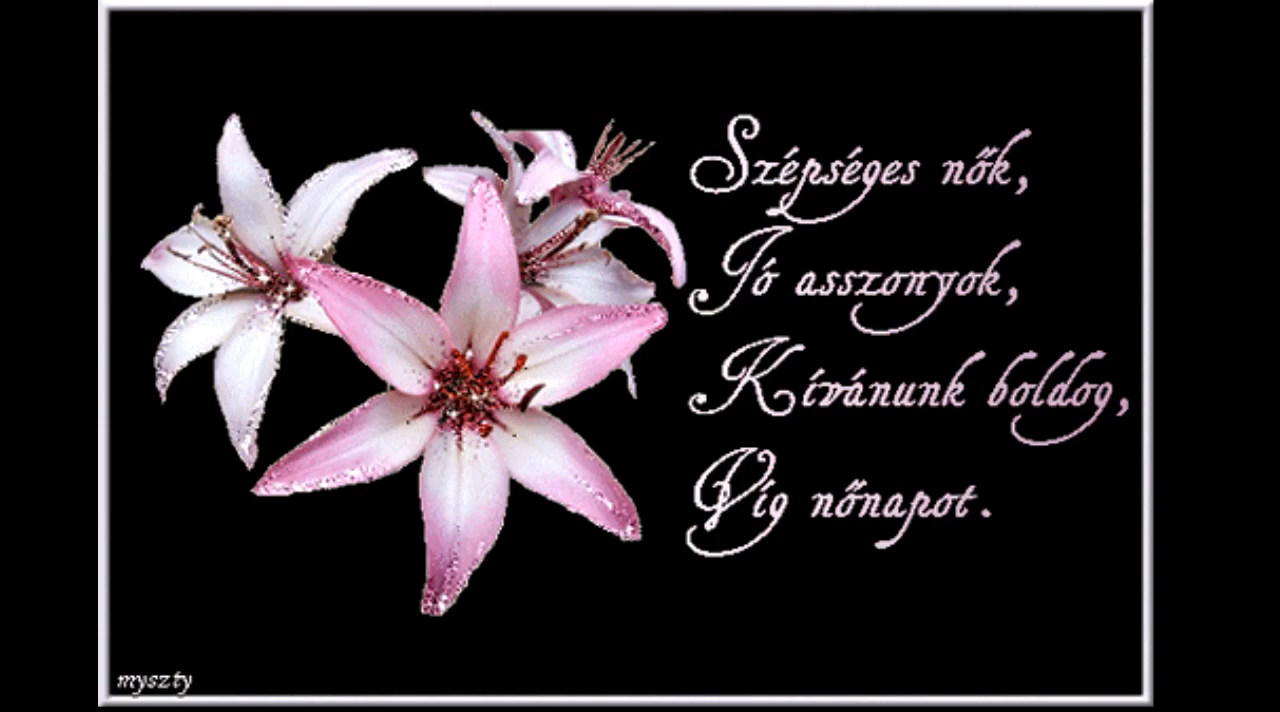 Szépséges nők,
Jó asszonyok,
Kívánunk boldog,
Víg nőnapot.
myszty